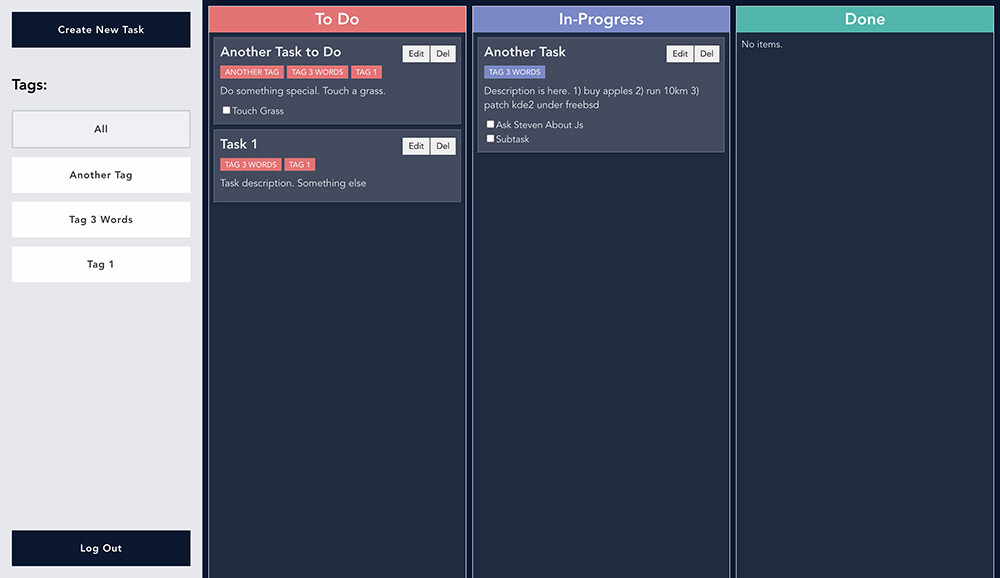 Create New Task
Tags:
All
Another Tag
Tag 3 Words
Tag 1
Log Out
To Do
Another Task to Do
Edit Del
ANOTHER TAG TAG 3 WORDS TAG 1
Do something special. Touch a grass.
Touch Grass
Task 1
Edit Del
TAG 3 WORDS TAG 1
Task description. Something else
In-Progress
Another Task
Edit Del
TAG 3 WORDS
Description is here. 1) buy apples 2) run 10km 3)
patch kde2 under freebsd
Ask Steven About Js
Subtask
Done
No items.